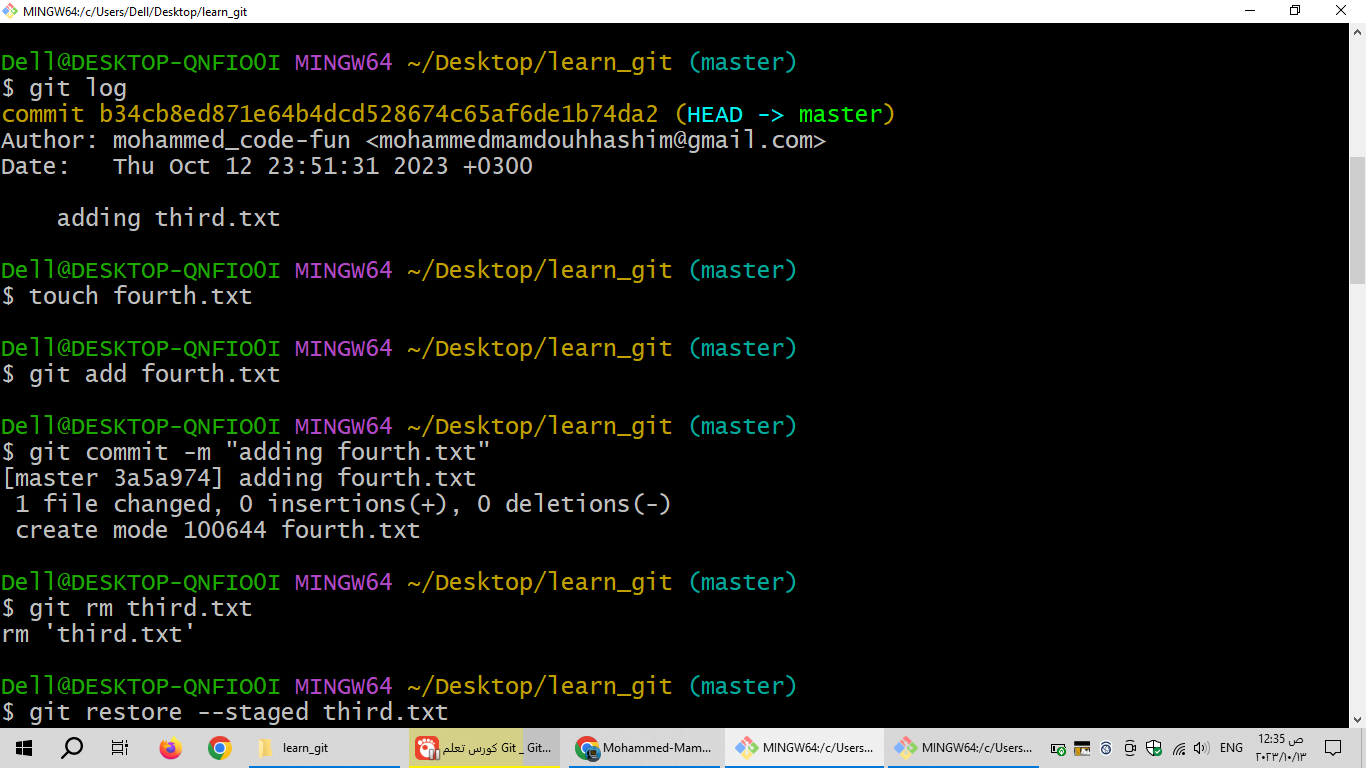 MINGW64:/c/Users/Dell/Desktop/learn_git
Dell@DESKTOP-QNFIO0I MINGW64 ~/Desktop/learn_git (master)
$ git log
commit b34cb8ed871e64b4dcd528674c65af6de1b74da2 (HEAD -> master)
Author: mohammed_code-fun <mohammedmamdouhhashim@gmail.com>
Date:   Thu Oct 12 23:51:31 2023 +0300
    adding third.txt
Dell@DESKTOP-QNFIO0I MINGW64 ~/Desktop/learn_git (master)
$ touch fourth.txt
Dell@DESKTOP-QNFIO0I MINGW64 ~/Desktop/learn_git (master)
$ git add fourth.txt
Dell@DESKTOP-QNFIO0I MINGW64 ~/Desktop/learn_git (master)
$ git commit -m "adding fourth.txt"
[master 3a5a974] adding fourth.txt
 1 file changed, 0 insertions(+), 0 deletions(-)
 create mode 100644 fourth.txt
Dell@DESKTOP-QNFIO0I MINGW64 ~/Desktop/learn_git (master)
$ git rm third.txt
rm 'third.txt'
Dell@DESKTOP-QNFIO0I MINGW64 ~/Desktop/learn_git (master)
$ git restore --staged third.txt
learn_git
كورس تعلم Git _ Git...
Mohammed-Mam...
MINGW64:/c/Users...
MINGW64:/c/Users...
ENG
12:35 ص
٢٠٢٣/١٠/١٣